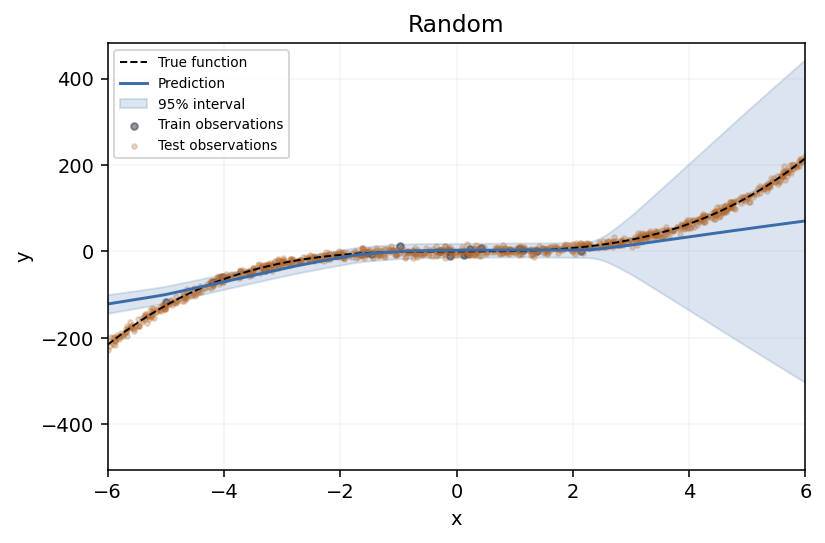 Random
True function
Prediction
95% interval
Train observations
Test observations
400
200
0
−200
−400
y
−6
−4
−2
0
2
4
6
x